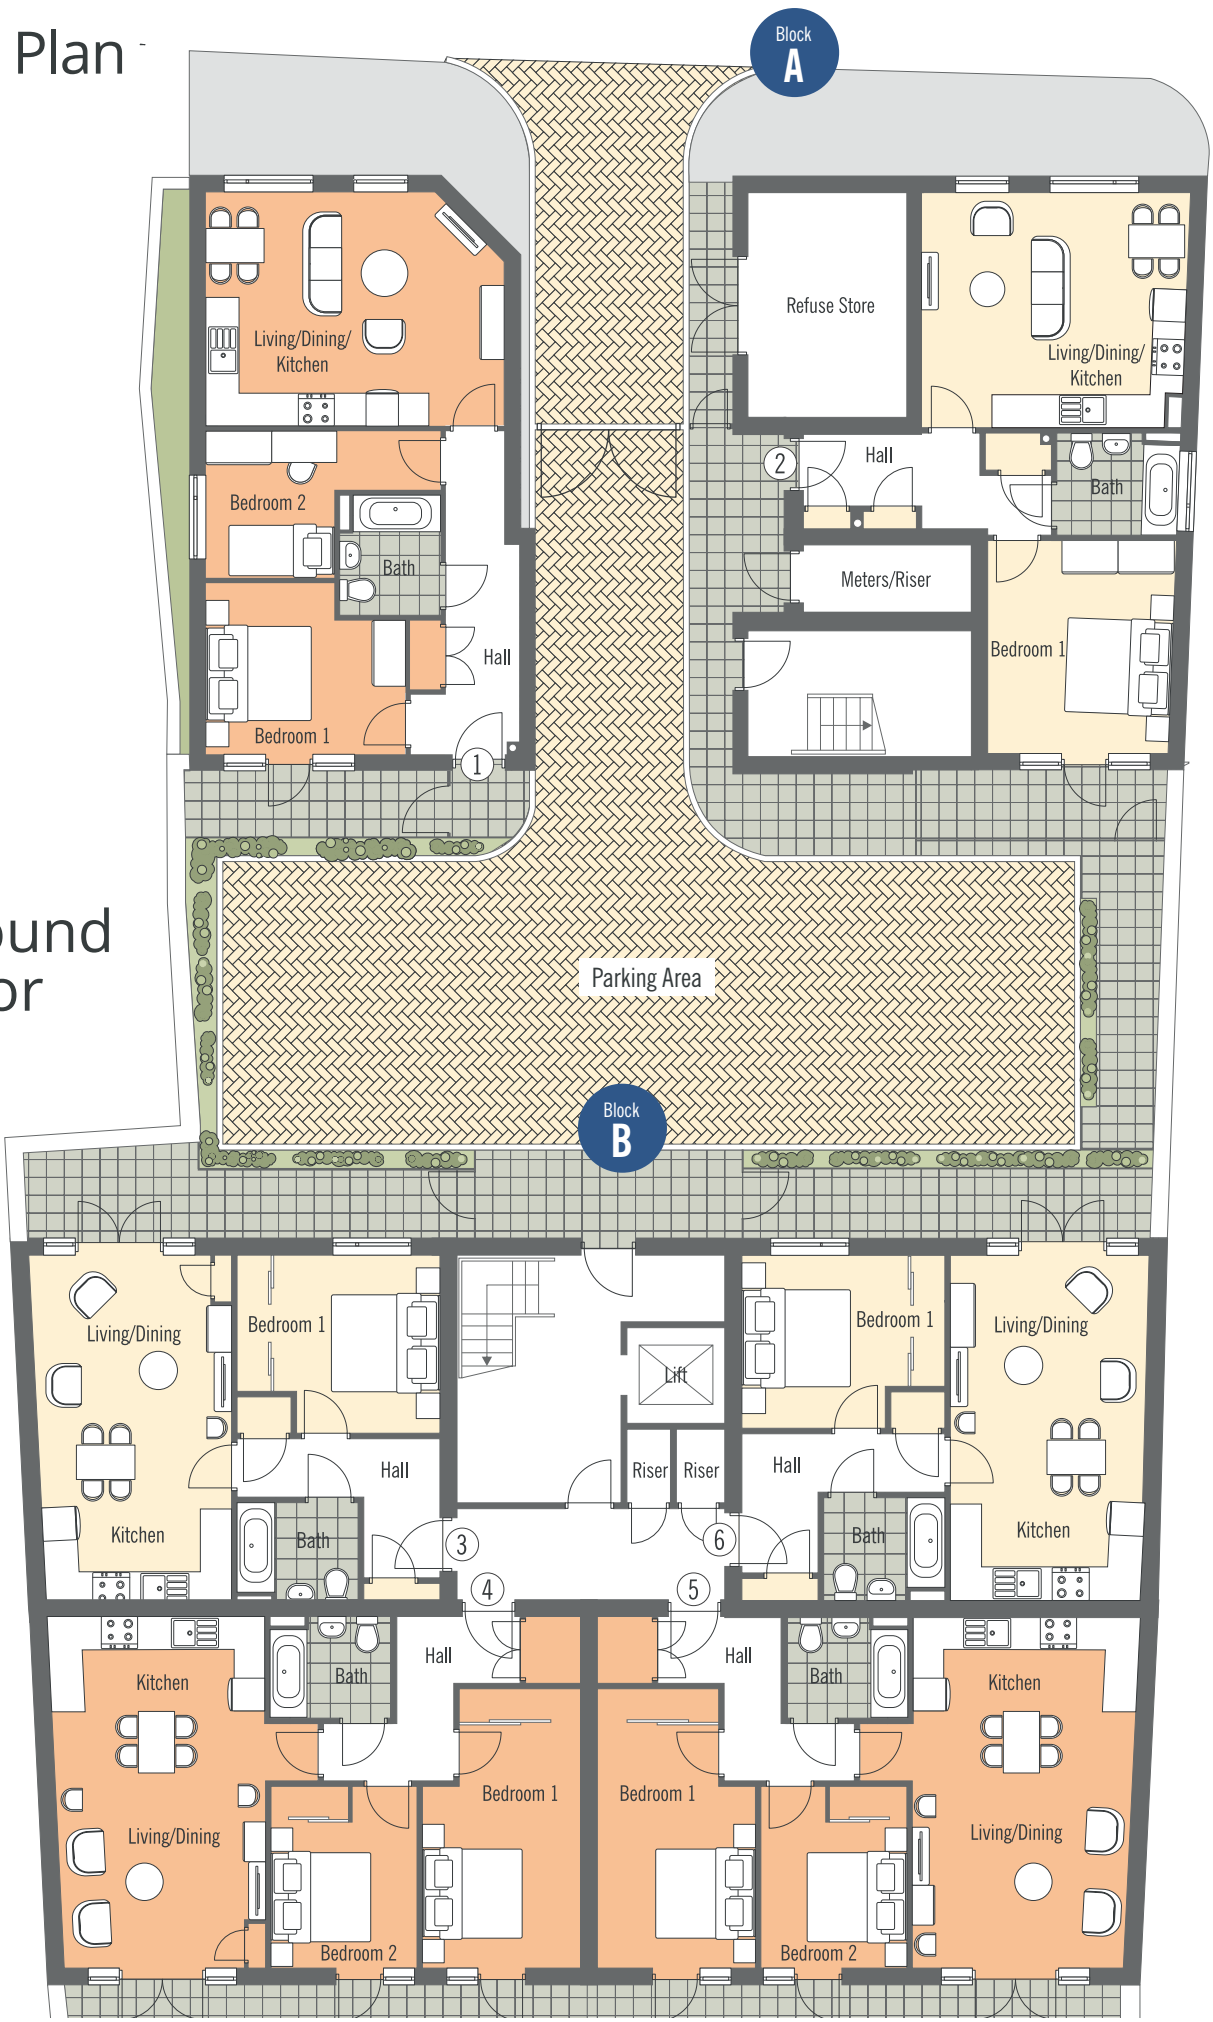 Plan
Block
A
Living/Dining/
Kitchen
Refuse Store
Living/Dining/
Kitchen
Bedroom 2
Bath
2
Hall
Bath
Meters/Riser
Hall
Bedroom 1
Bedroom 1
1
ound
or
Parking Area
Block
B
Living/Dining
Bedroom 1
Bedroom 1
Living/Dining
Lift
Hall
Riser
Riser
Hall
Kitchen
Bath
3
6
Bath
Kitchen
4
5
Kitchen
Bath
Hall
Hall
Bath
Kitchen
Bedroom 1
Bedroom 1
Living/Dining
Living/Dining
Bedroom 2
Bedroom 2